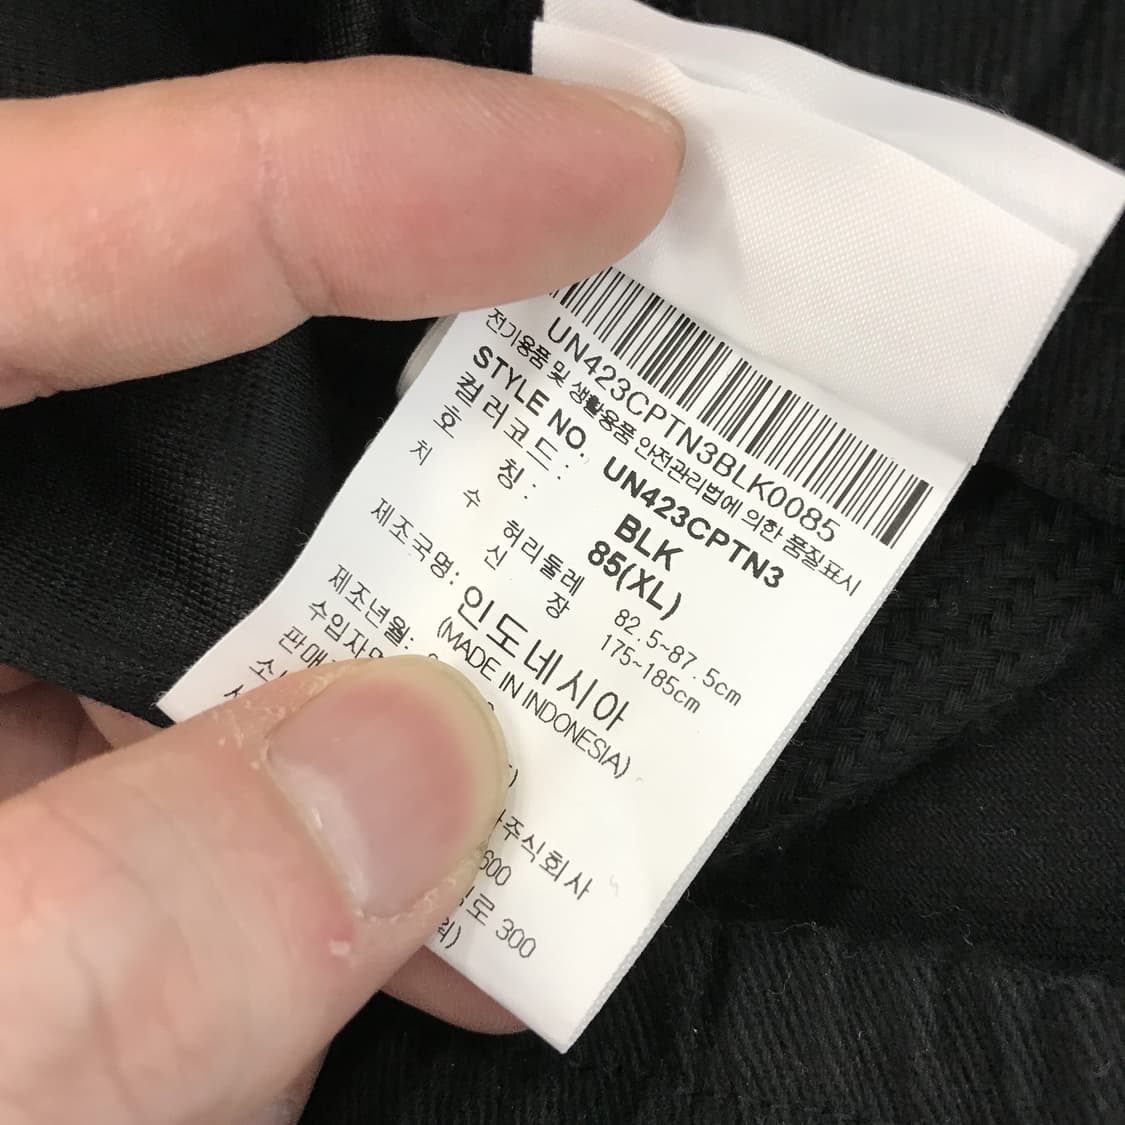 UN423CPTN3BLK0085
전기용품 및 생활용품 안전관리법에 의한 품질표시
STYLE NO. UN423CPTN3
컬러코드: BLK
호 칭: 85(XL)
치 수 허리둘레 82.5~87.5cm
신 장 175~185cm
제조국명: 인도네시아
(MADE IN INDONESIA)
제조년월:
수입자명
주식회사
600
로 300